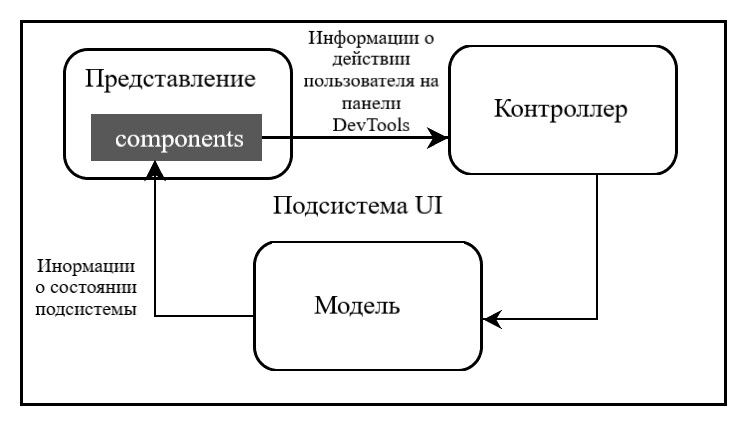 Информации о
действии
пользователя на
панели
DevTools
Представление
components
Контроллер
Подсистема UI
Инормации
о состоянии
подсистемы
Модель